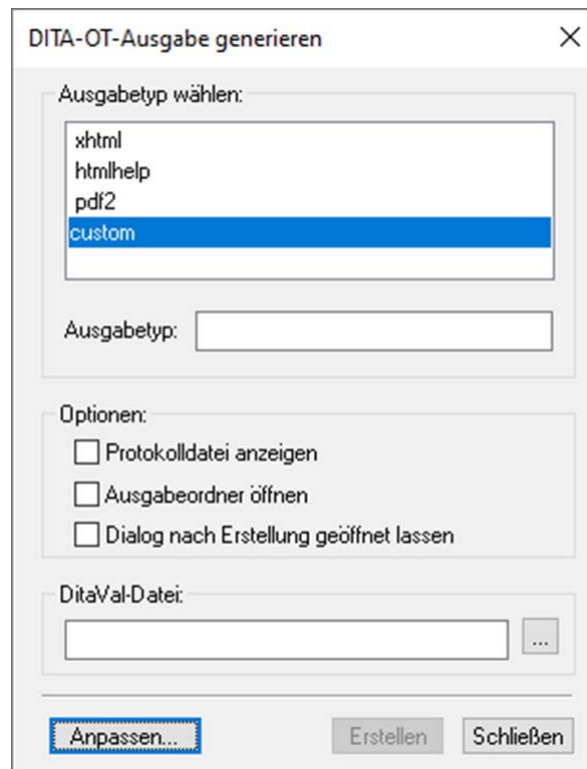 DITA-OT-Ausgabe generieren
Ausgabetyp wählen:
xhtml
htmlhelp
pdf2
custom
Ausgabetyp:
Optionen:
Protokolldatei anzeigen
Ausgabeordner öffnen
Dialog nach Erstellung geöffnet lassen
DitaVal-Datei:
...
Anpassen... Erstellen Schließen